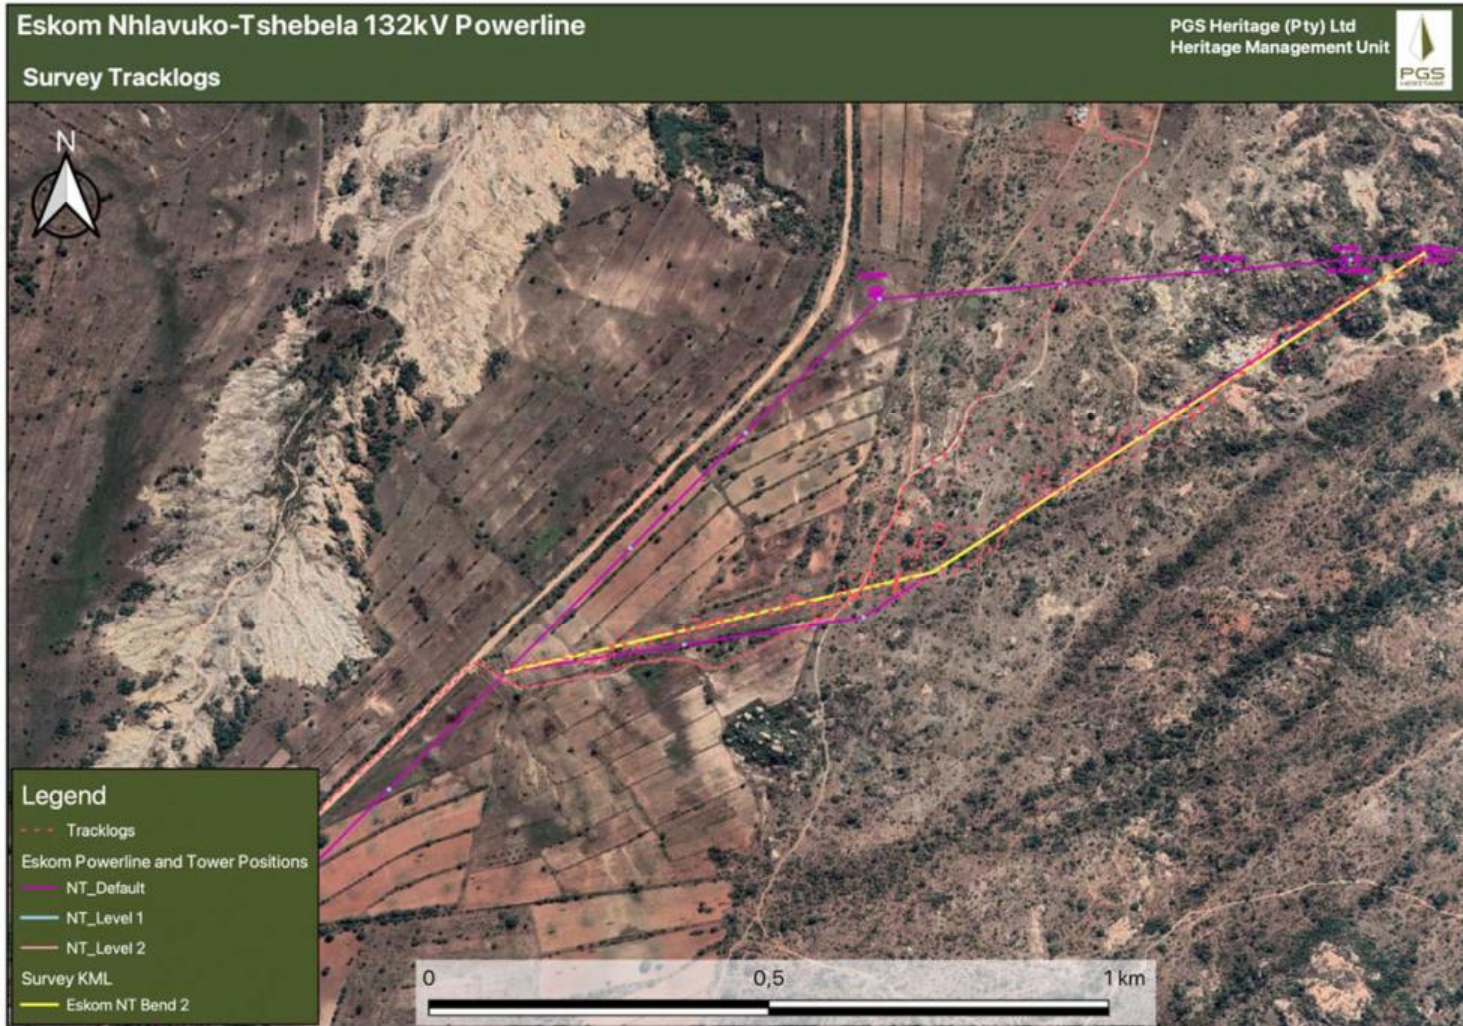 Eskom Nhlavuko-Tshebela 132kV Powerline
Survey Tracklogs
PGS Heritage (Pty) Ltd
Heritage Management Unit
PGS
HERITAGE
N
Legend
Tracklogs
Eskom Powerline and Tower Positions
NT_Default
NT_Level 1
NT_Level 2
Survey KML
Eskom NT Bend 2
0
0,5
1 km